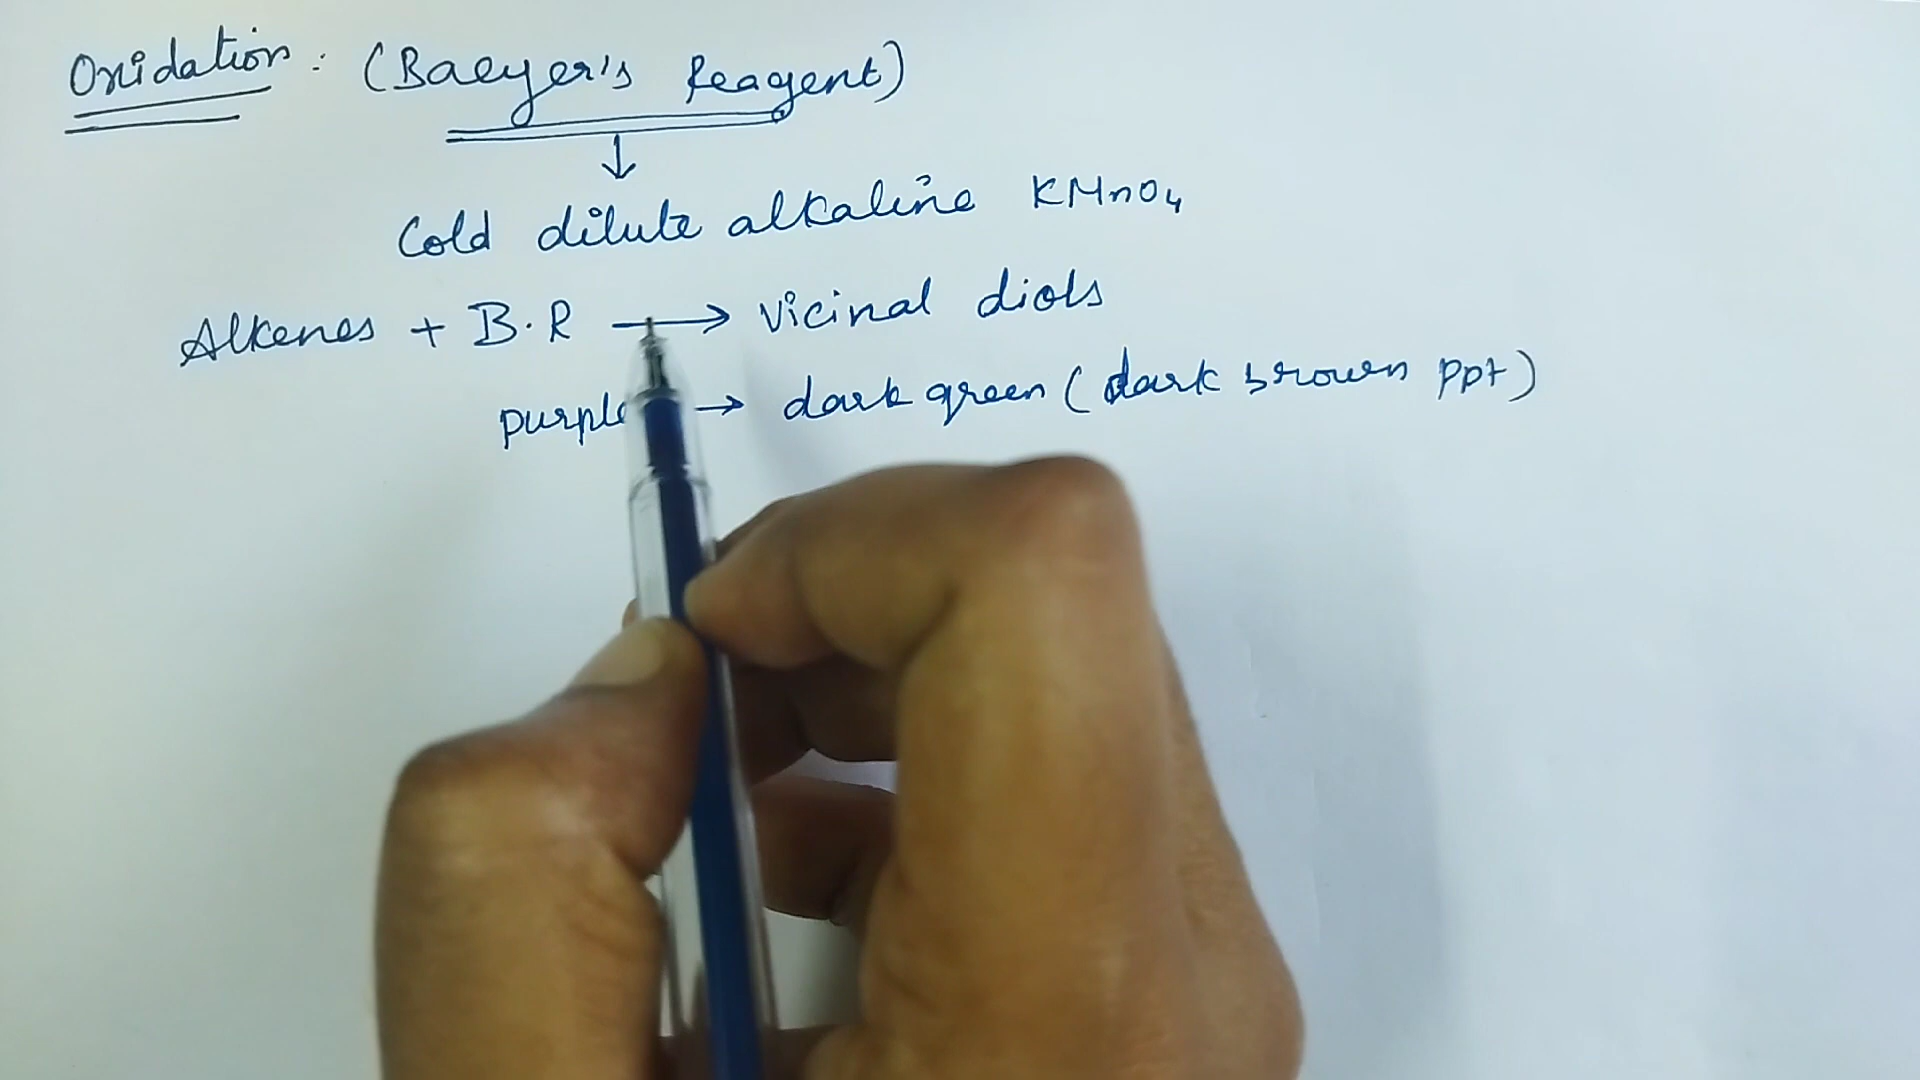 Oxidation : (Baeyer's Reagent)
↓
Cold dilute alkaline KMnO4
Alkenes + B.R → Vicinal diols
purple → dark green (dark brown ppt)